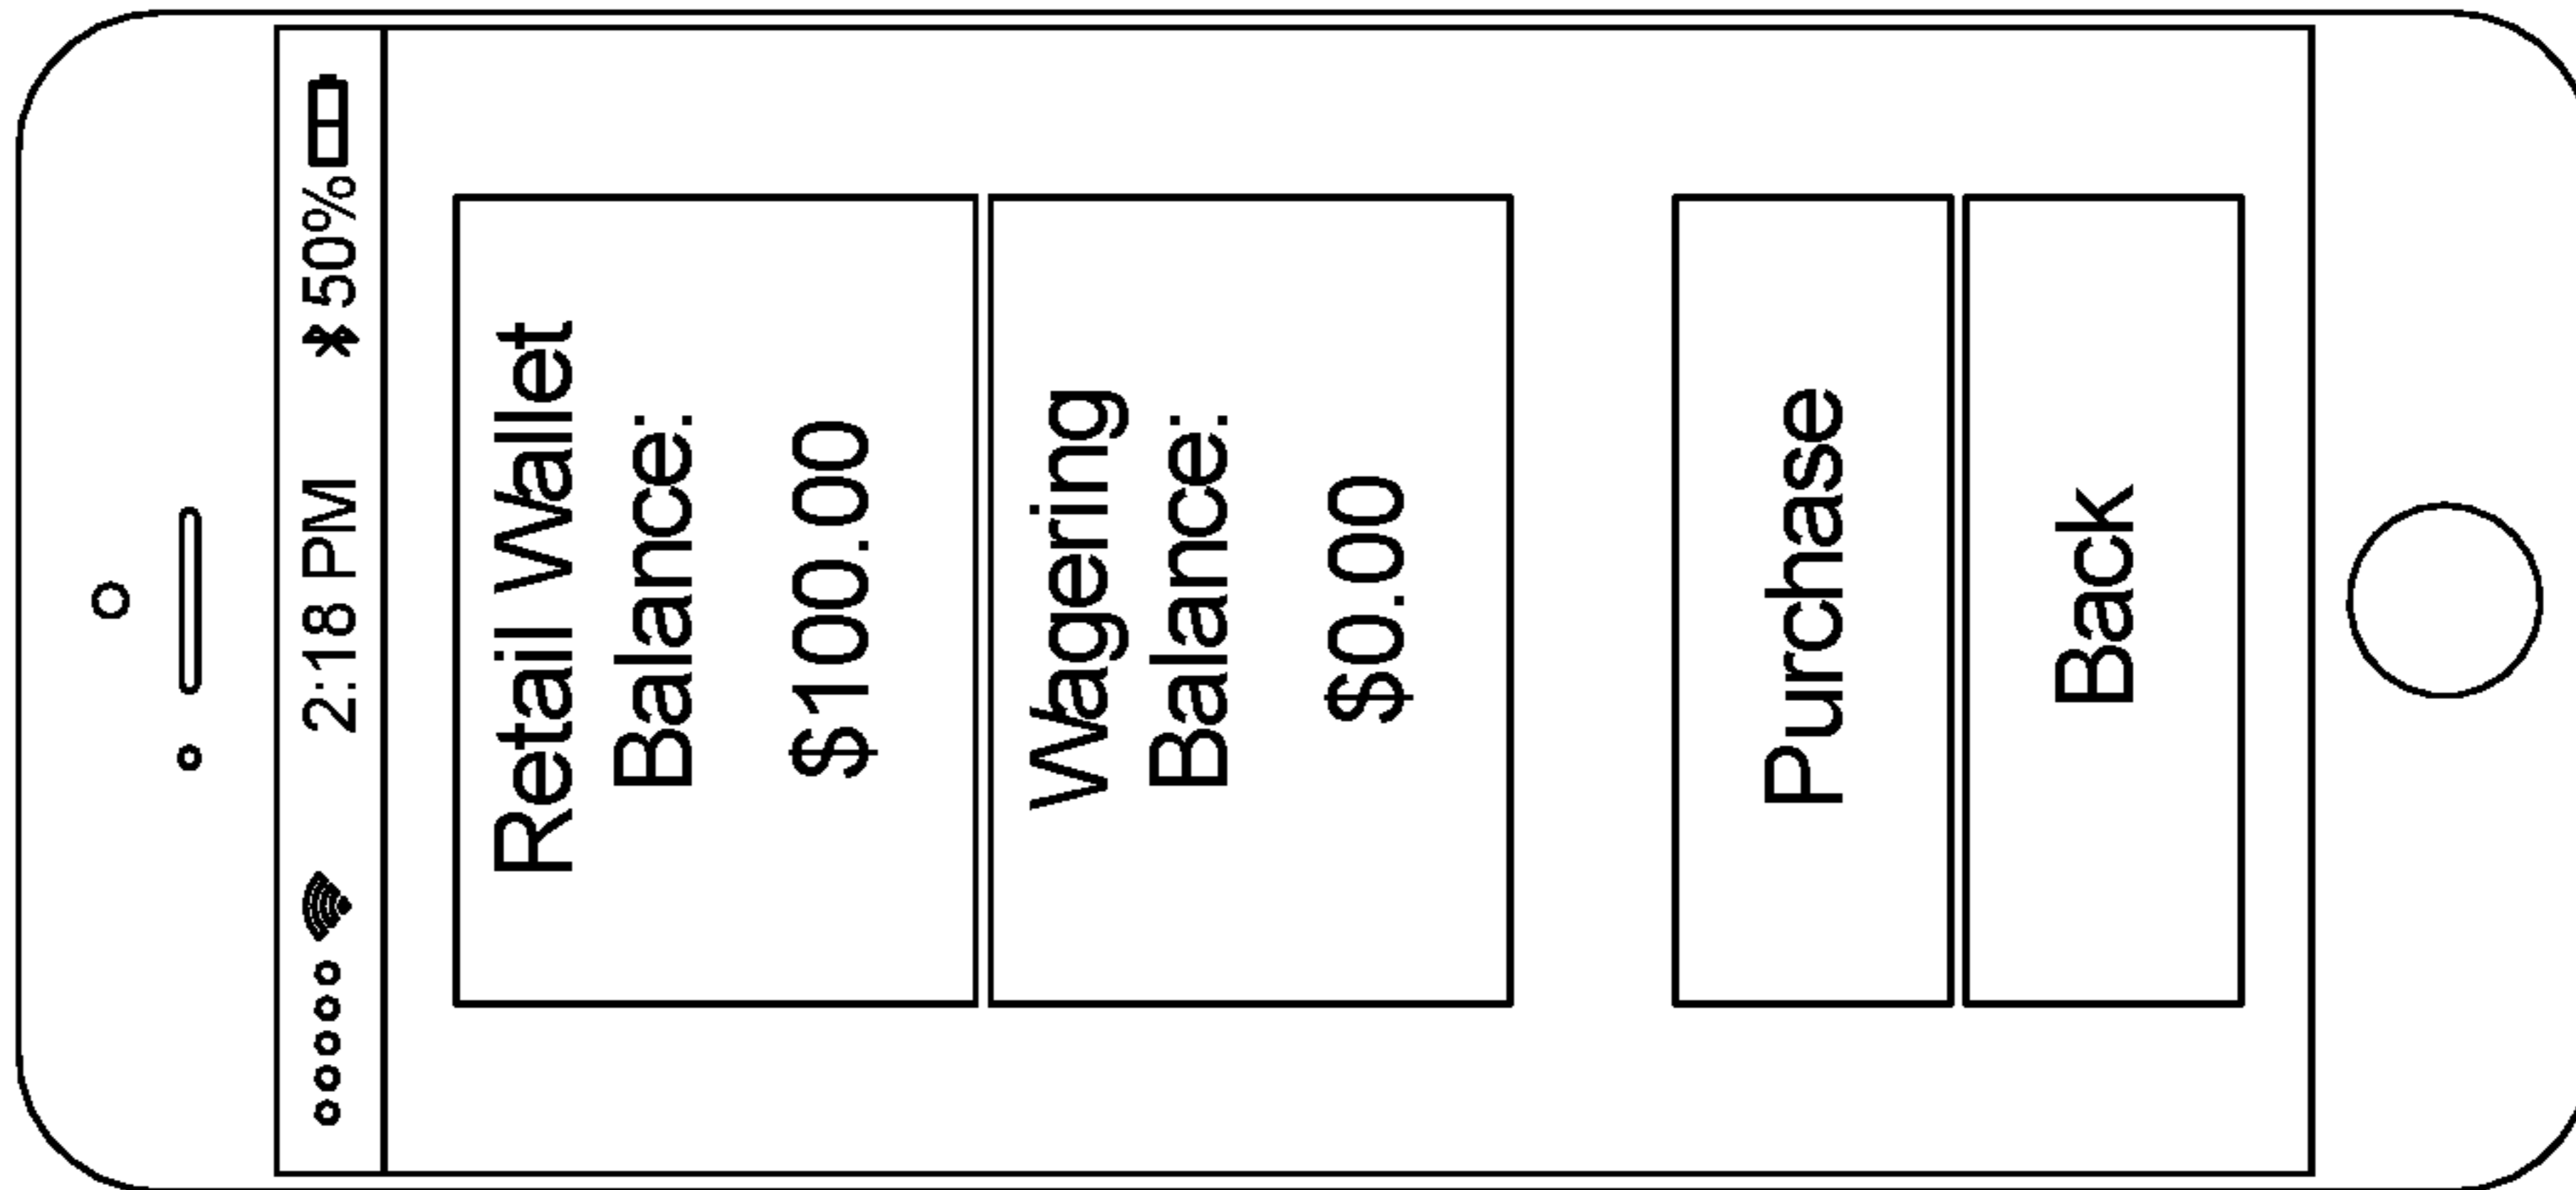 2:18 PM 50%
Retail Wallet
Balance:
$100.00
Wagering
Balance:
$0.00
Purchase
Back